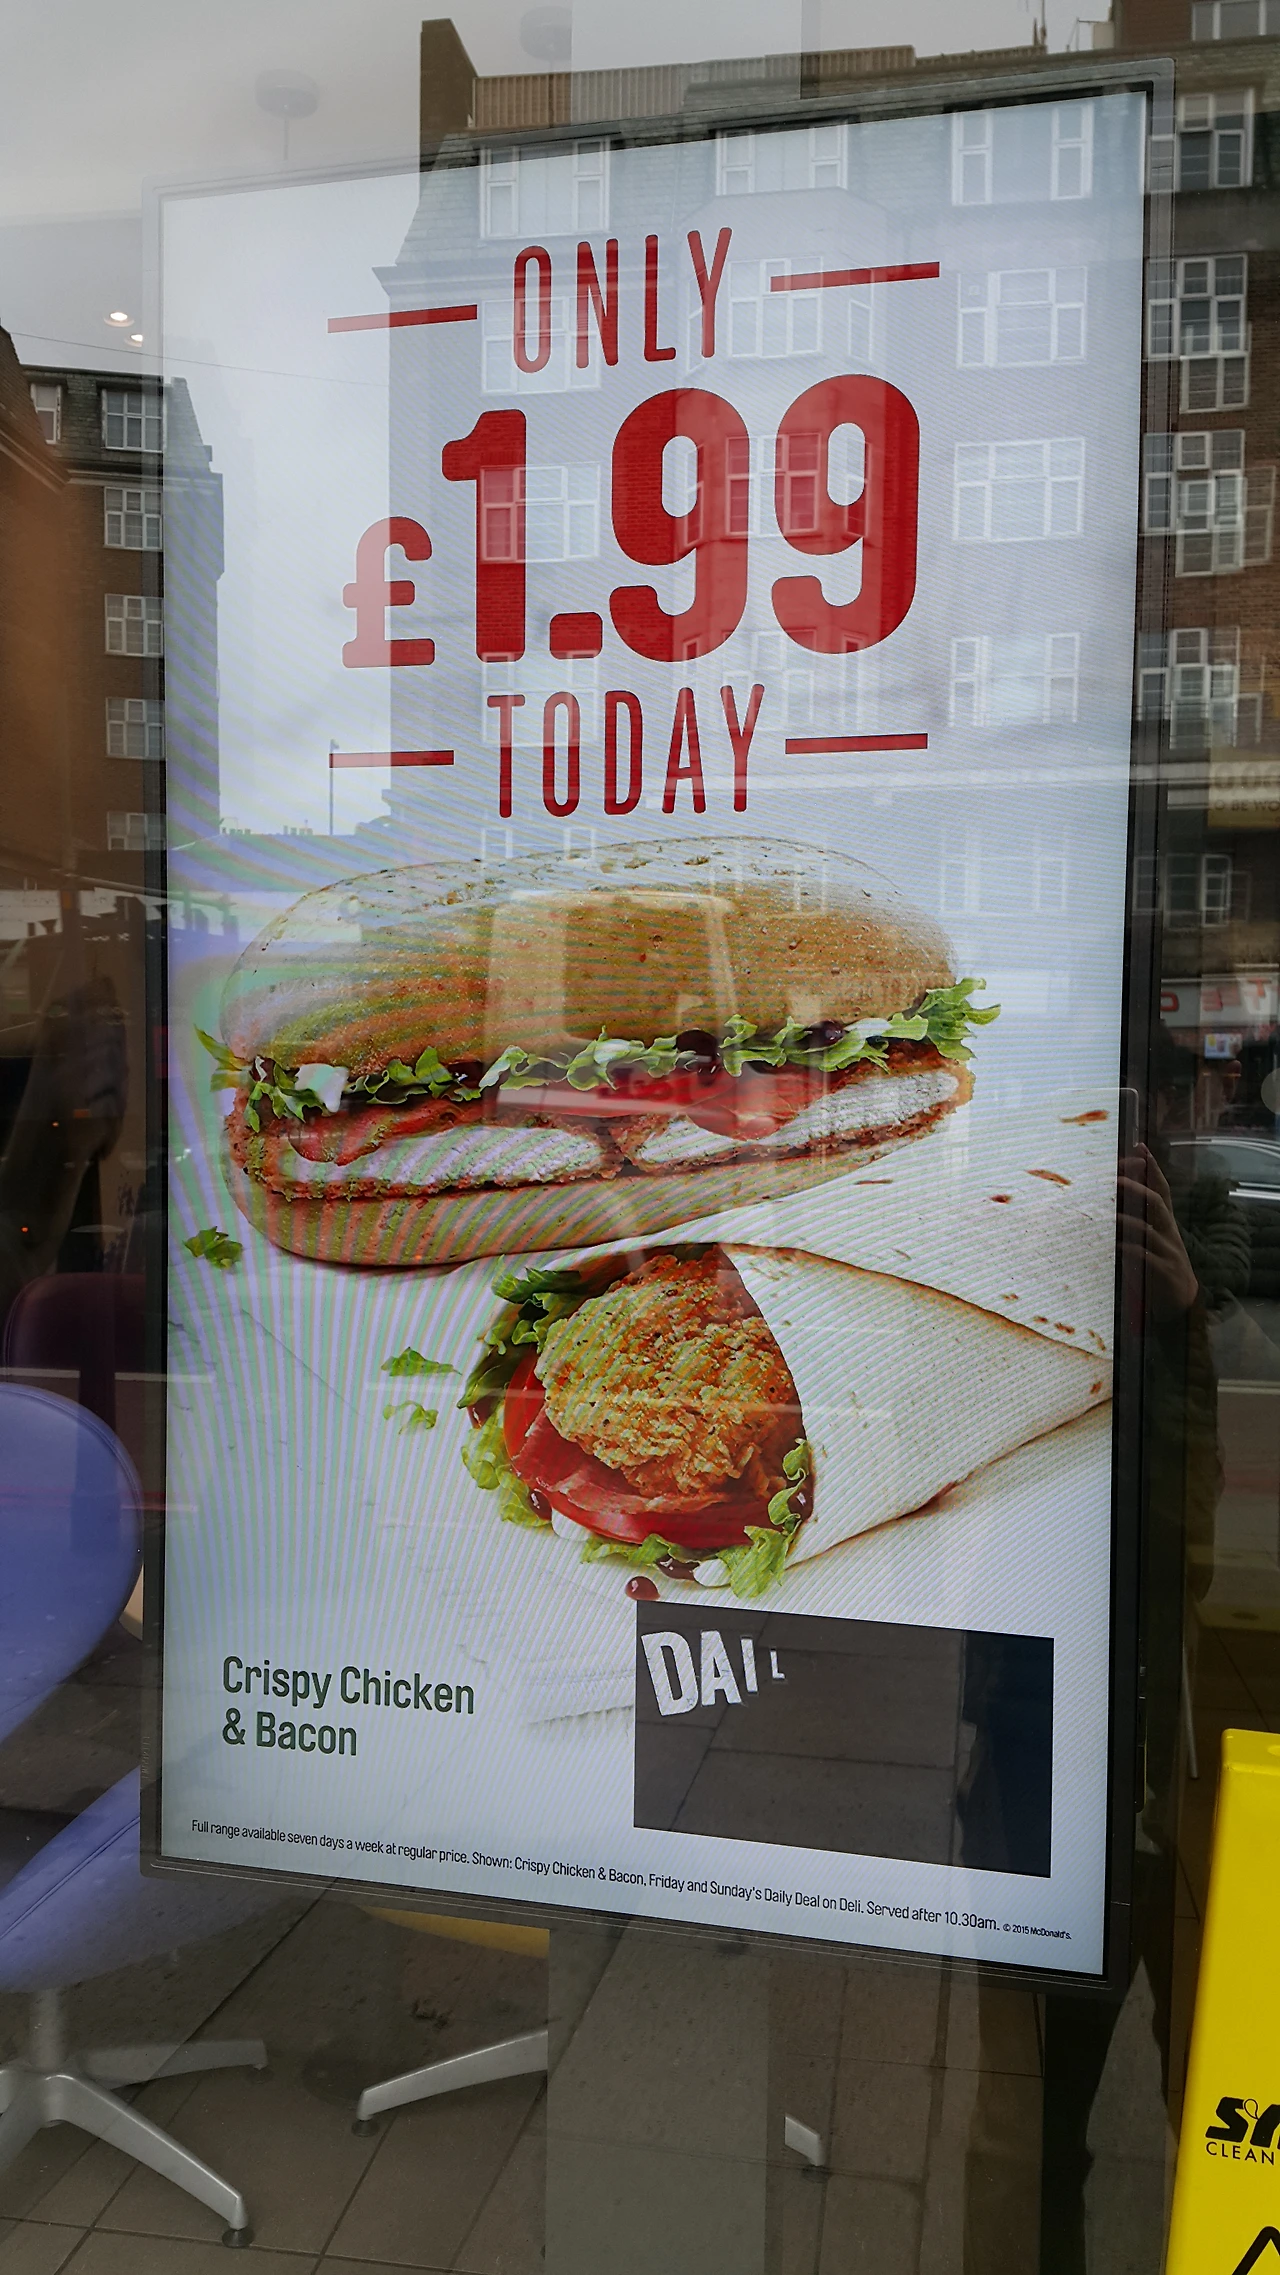 ONLY
£1.99
TODAY
DAIL
Crispy Chicken
& Bacon
Full range available seven days a week at regular price. Shown: Crispy Chicken & Bacon, Friday and Sunday's Daily Deal on Deli. Served after 10.30am. © 2015 McDonald's.
CLEAN